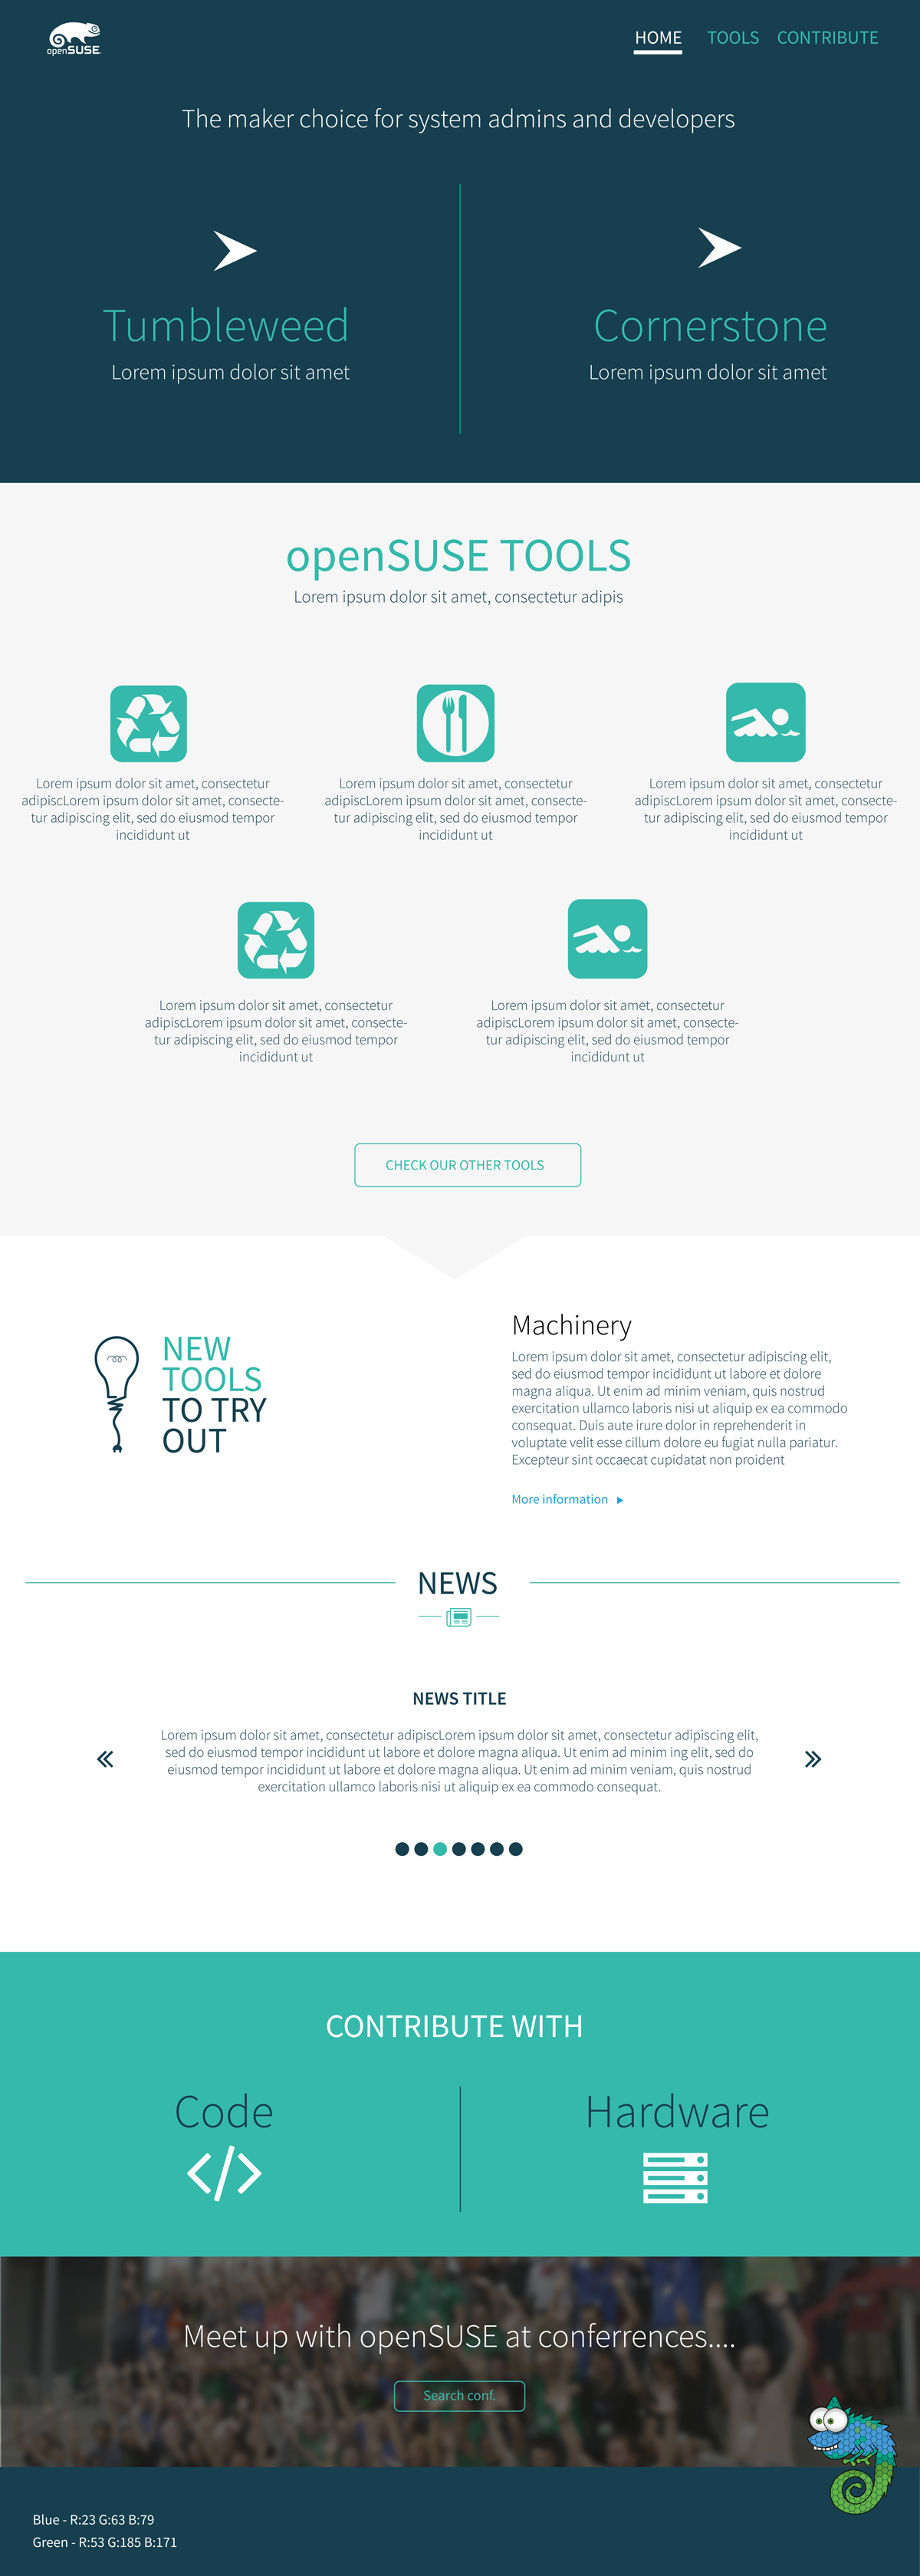 openSUSE
HOME TOOLS CONTRIBUTE
The maker choice for system admins and developers
Tumbleweed
Lorem ipsum dolor sit amet
Cornerstone
Lorem ipsum dolor sit amet
openSUSE TOOLS
Lorem ipsum dolor sit amet, consectetur adipis
Lorem ipsum dolor sit amet, consectetur
adipiscLorem ipsum dolor sit amet, consecte-
tur adipiscing elit, sed do eiusmod tempor
incididunt ut
Lorem ipsum dolor sit amet, consectetur
adipiscLorem ipsum dolor sit amet, consecte-
tur adipiscing elit, sed do eiusmod tempor
incididunt ut
Lorem ipsum dolor sit amet, consectetur
adipiscLorem ipsum dolor sit amet, consecte-
tur adipiscing elit, sed do eiusmod tempor
incididunt ut
Lorem ipsum dolor sit amet, consectetur
adipiscLorem ipsum dolor sit amet, consecte-
tur adipiscing elit, sed do eiusmod tempor
incididunt ut
Lorem ipsum dolor sit amet, consectetur
adipiscLorem ipsum dolor sit amet, consecte-
tur adipiscing elit, sed do eiusmod tempor
incididunt ut
CHECK OUR OTHER TOOLS
NEW
TOOLS
TO TRY
OUT
Machinery
Lorem ipsum dolor sit amet, consectetur adipiscing elit,
sed do eiusmod tempor incididunt ut labore et dolore
magna aliqua. Ut enim ad minim veniam, quis nostrud
exercitation ullamco laboris nisi ut aliquip ex ea commodo
consequat. Duis aute irure dolor in reprehenderit in
voluptate velit esse cillum dolore eu fugiat nulla pariatur.
Excepteur sint occaecat cupidatat non proident
More information
NEWS
NEWS TITLE
Lorem ipsum dolor sit amet, consectetur adipiscLorem ipsum dolor sit amet, consectetur adipiscing elit,
sed do eiusmod tempor incididunt ut labore et dolore magna aliqua. Ut enim ad minim ing elit, sed do
eiusmod tempor incididunt ut labore et dolore magna aliqua. Ut enim ad minim veniam, quis nostrud
exercitation ullamco laboris nisi ut aliquip ex ea commodo consequat.
CONTRIBUTE WITH
Code
Hardware
Meet up with openSUSE at conferrences....
Search conf.
Blue - R:23 G:63 B:79
Green - R:53 G:185 B:171